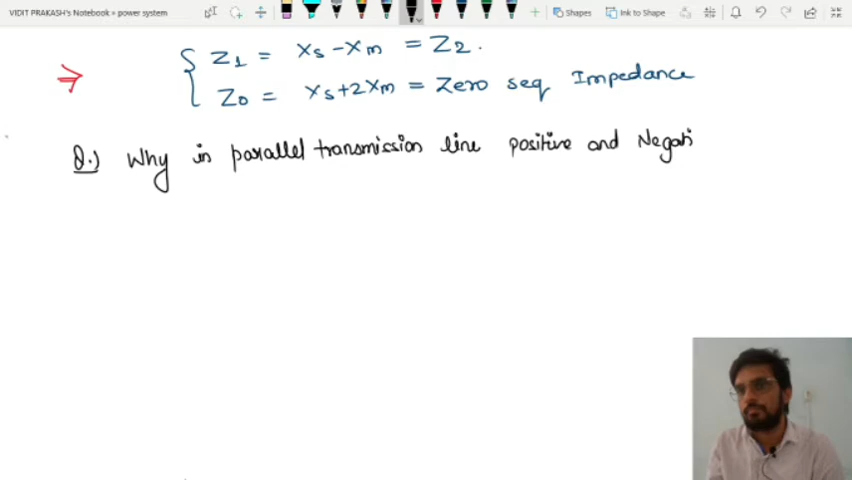 VIDIT PRAKASH's Notebook » power system
Shapes
Ink to Shape
Z1 = Xs - Xm = Z2.
Z0 = Xs + 2Xm = Zero seq Impedance
Q.) Why in parallel transmission line positive and Negati